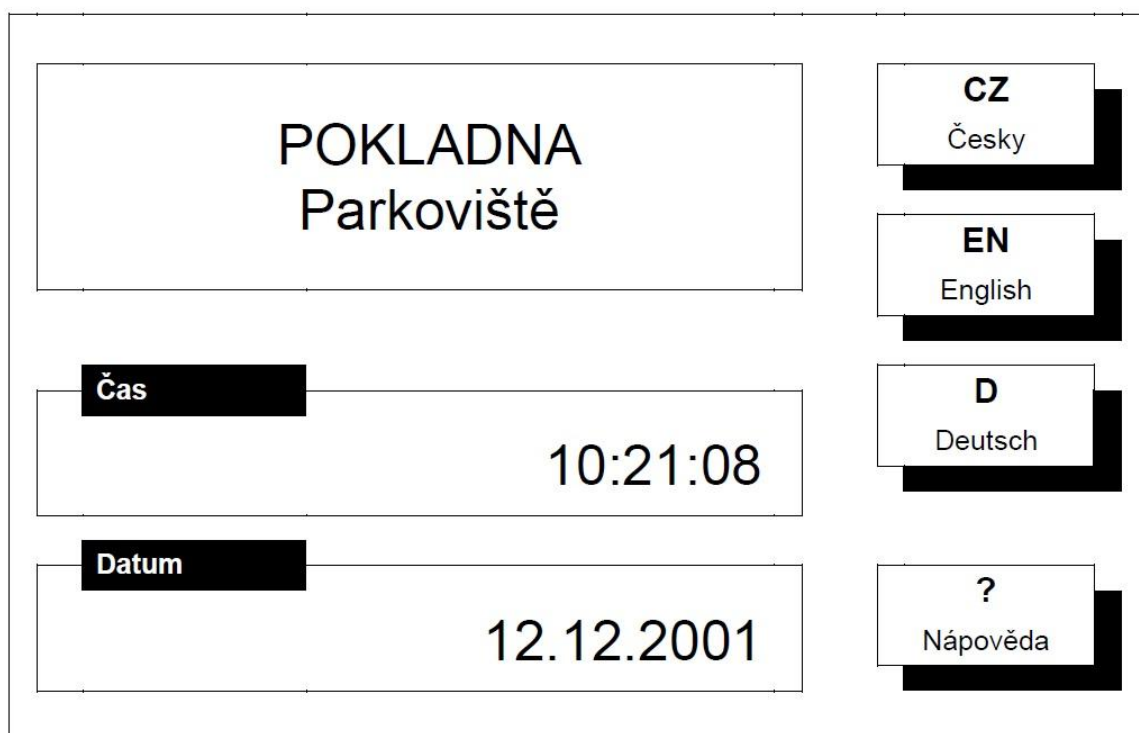 POKLADNA
Parkoviště
Čas
10:21:08
Datum
12.12.2001
CZ
Česky
EN
English
D
Deutsch
?
Nápověda